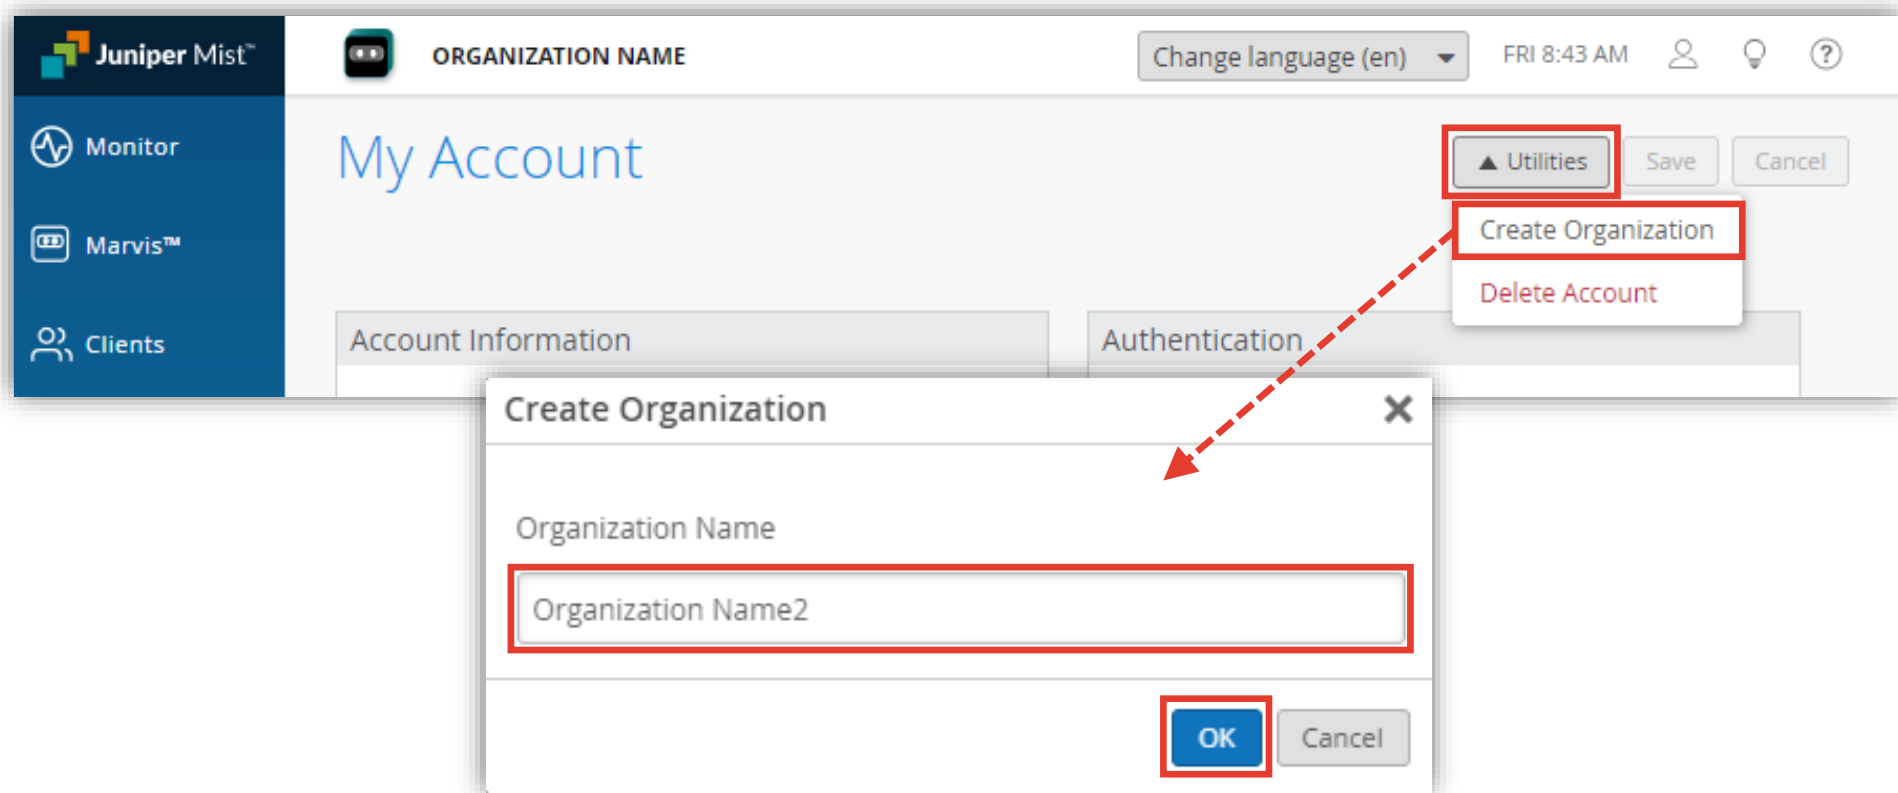 Juniper Mist™
ORGANIZATION NAME
Change language (en)
FRI 8:43 AM
?
Monitor
Marvis™
Clients
My Account
▲ Utilities
Save
Cancel
Create Organization
Delete Account
Account Information
Authentication
Create Organization
Organization Name
Organization Name2
OK
Cancel